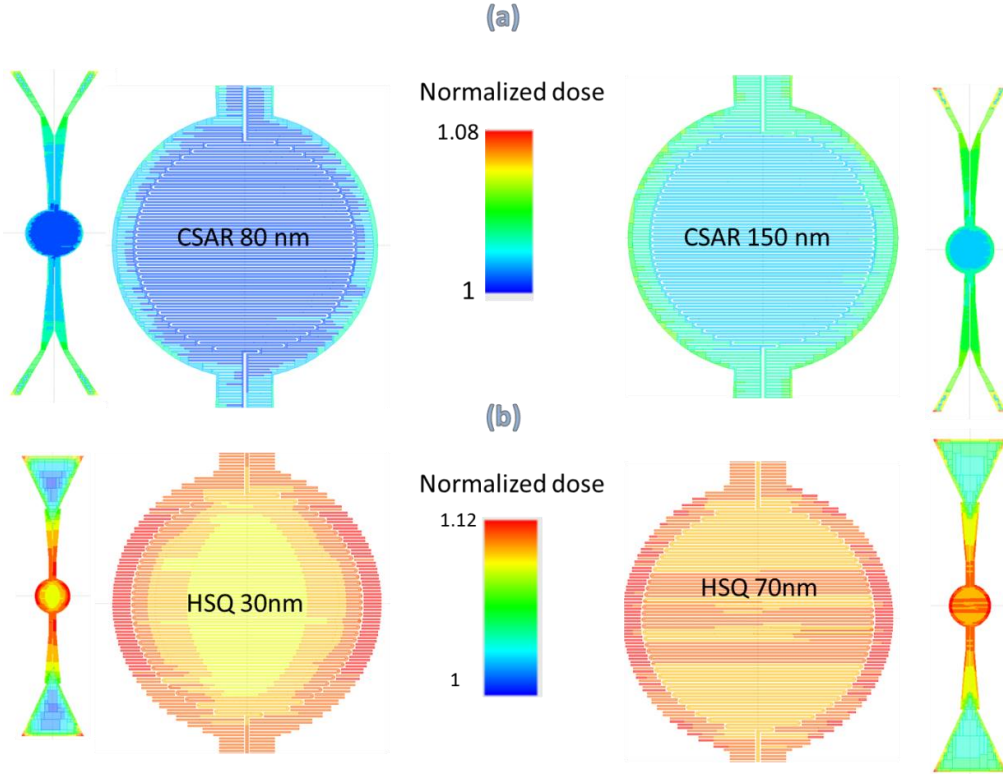 (a)
Normalized dose
1.08
1
CSAR 80 nm
CSAR 150 nm
(b)
Normalized dose
1.12
1
HSQ 30nm
HSQ 70nm